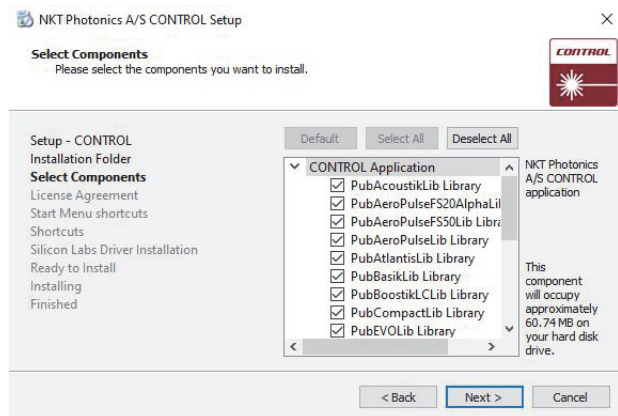 NKT Photonics A/S CONTROL Setup
Select Components
Please select the components you want to install.
CONTROL
Setup - CONTROL
Installation Folder
Select Components
License Agreement
Start Menu shortcuts
Shortcuts
Silicon Labs Driver Installation
Ready to Install
Installing
Finished
Default
Select All
Deselect All
CONTROL Application
PubAcoustikLib Library
PubAeroPulseFS20AlphaLil
PubAeroPulseFS50Lib Libra
PubAeroPulseLib Library
PubAtlantisLib Library
PubBasikLib Library
PubBoostikLCLib Library
PubCompactLib Library
PubEVOLib Library
NKT Photonics
A/S CONTROL
application
This
component
will occupy
approximately
60.74 MB on
your hard disk
drive.
< Back
Next >
Cancel